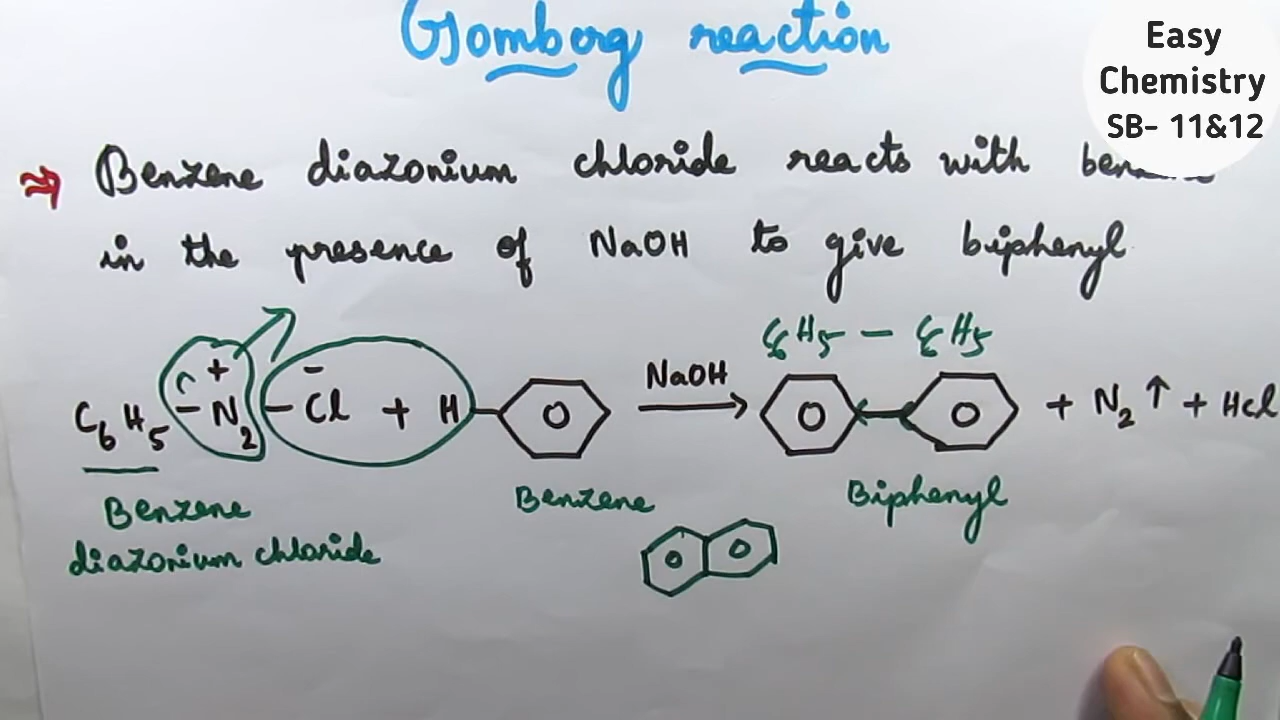 Gomberg reaction
Easy
Chemistry
SB- 11&12
⇒ Benzene diazonium chloride reacts with
in the presence of NaOH to give biphenyl
C₆H₅ - C₆H₅
C₆H₅ - N₂⁺ - Cl⁻ + H - NaOH → + N₂ ↑ + HCl
Benzene
diazonium chloride
Benzene
Biphenyl